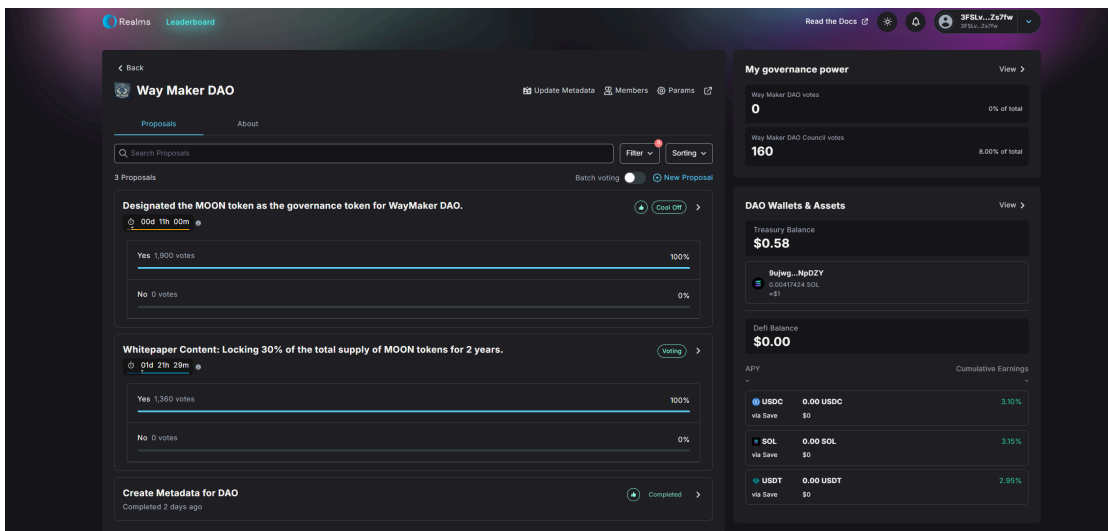 Realms Leaderboard
Read the Docs
3FSLv...Zs7fw
3FSLv...Zs7fw
Back
Way Maker DAO
Update Metadata Members Params
Proposals About
Search Proposals
Filter
Sorting
3 Proposals
Batch voting New Proposal
Designated the MOON token as the governance token for WayMaker DAO.
Cool Off
00d 11h 00m
Yes 1,900 votes 100%
No 0 votes 0%
Whitepaper Content: Locking 30% of the total supply of MOON tokens for 2 years.
Voting
01d 21h 29m
Yes 1,360 votes 100%
No 0 votes 0%
Create Metadata for DAO
Completed
Completed 2 days ago
My governance power View
Way Maker DAO votes
0 0% of total
Way Maker DAO Council votes
160 8.00% of total
DAO Wallets & Assets View
Treasury Balance
$0.58
9ujwg...NpDZY
0.00417424 SOL
≈$1
Defi Balance
$0.00
APY Cumulative Earnings
- -
USDC 0.00 USDC 3.10%
via Save $0
SOL 0.00 SOL 3.15%
via Save $0
USDT 0.00 USDT 2.95%
via Save $0